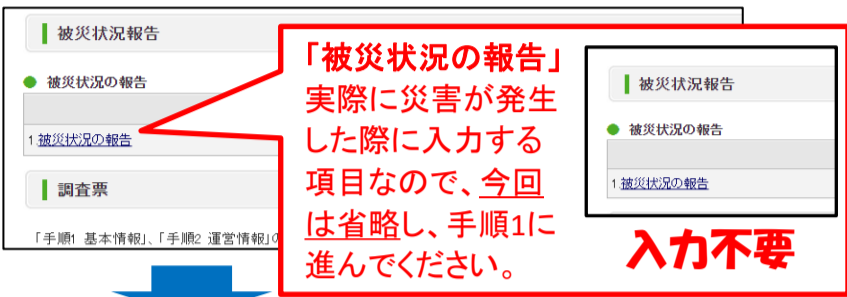 被災状況報告
被災状況の報告
1.被災状況の報告
調査票
「手順1 基本情報」、「手順2 運営情報」の
「被災状況の報告」
実際に災害が発生
した際に入力する
項目なので、今回
は省略し、手順1に
進んでください。
被災状況報告
被災状況の報告
1.被災状況の報告
入力不要